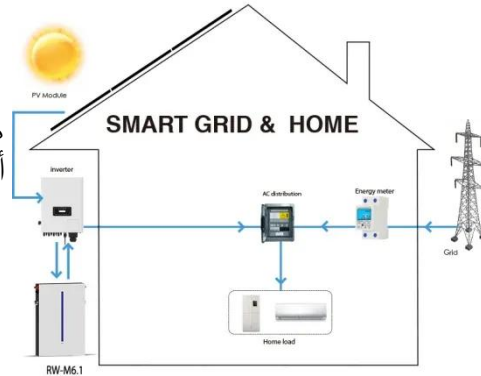 PV Module
SMART GRID & HOME
Inverter
AC distribution
Energy meter
Grid
Home load
RW-M6.1